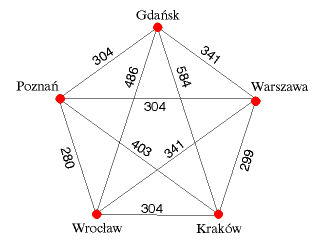 Gdańsk
304
341
486
584
Poznań
Warszawa
304
280
403
341
299
304
Wrocław
Kraków